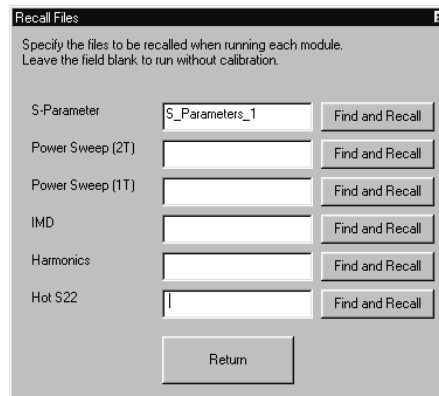 Recall Files
Specify the files to be recalled when running each module.
Leave the field blank to run without calibration.
S-Parameter S_Parameters_1 Find and Recall
Power Sweep (2T) Find and Recall
Power Sweep (1T) Find and Recall
IMD Find and Recall
Harmonics Find and Recall
Hot S22 Find and Recall
Return